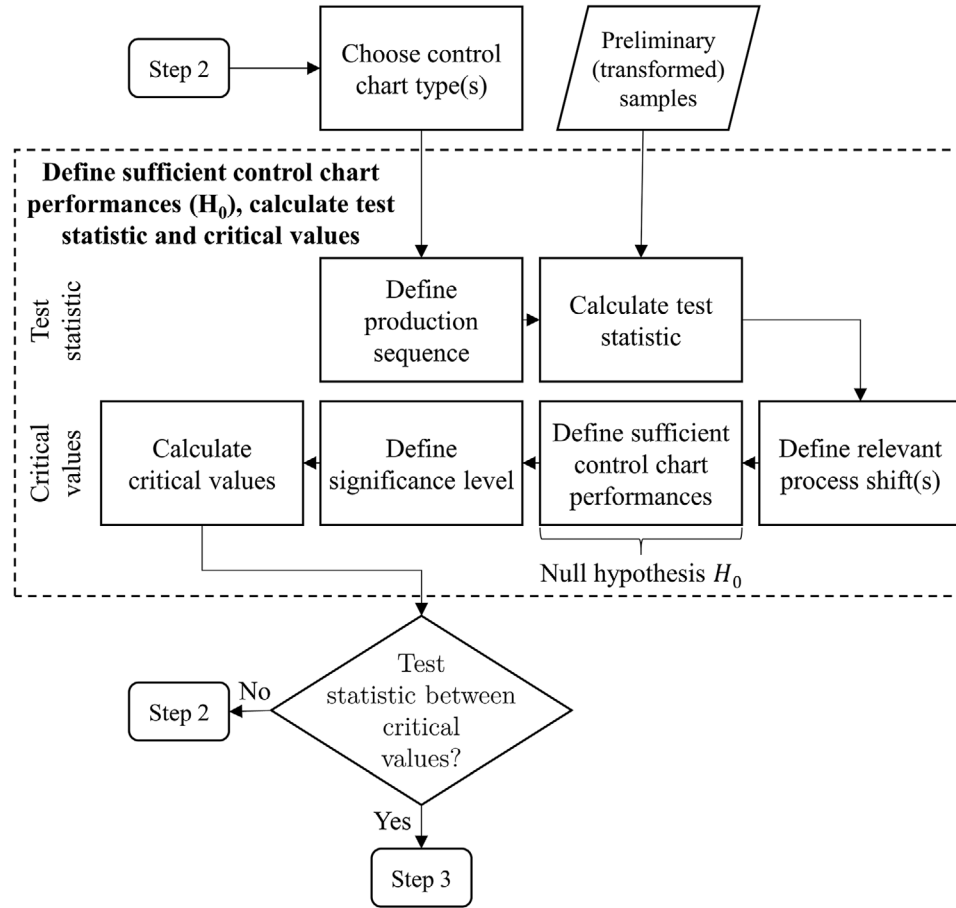 Step 2
Choose control
chart type(s)
Preliminary
(transformed)
samples
Define sufficient control chart
performances (H₀), calculate test
statistic and critical values
Test
statistic
Define
production
sequence
Calculate test
statistic
Critical
values
Calculate
critical values
Define
significance level
Define sufficient
control chart
performances
Define relevant
process shift(s)
Null hypothesis H₀
Test
statistic between
critical
values?
No
Step 2
Yes
Step 3